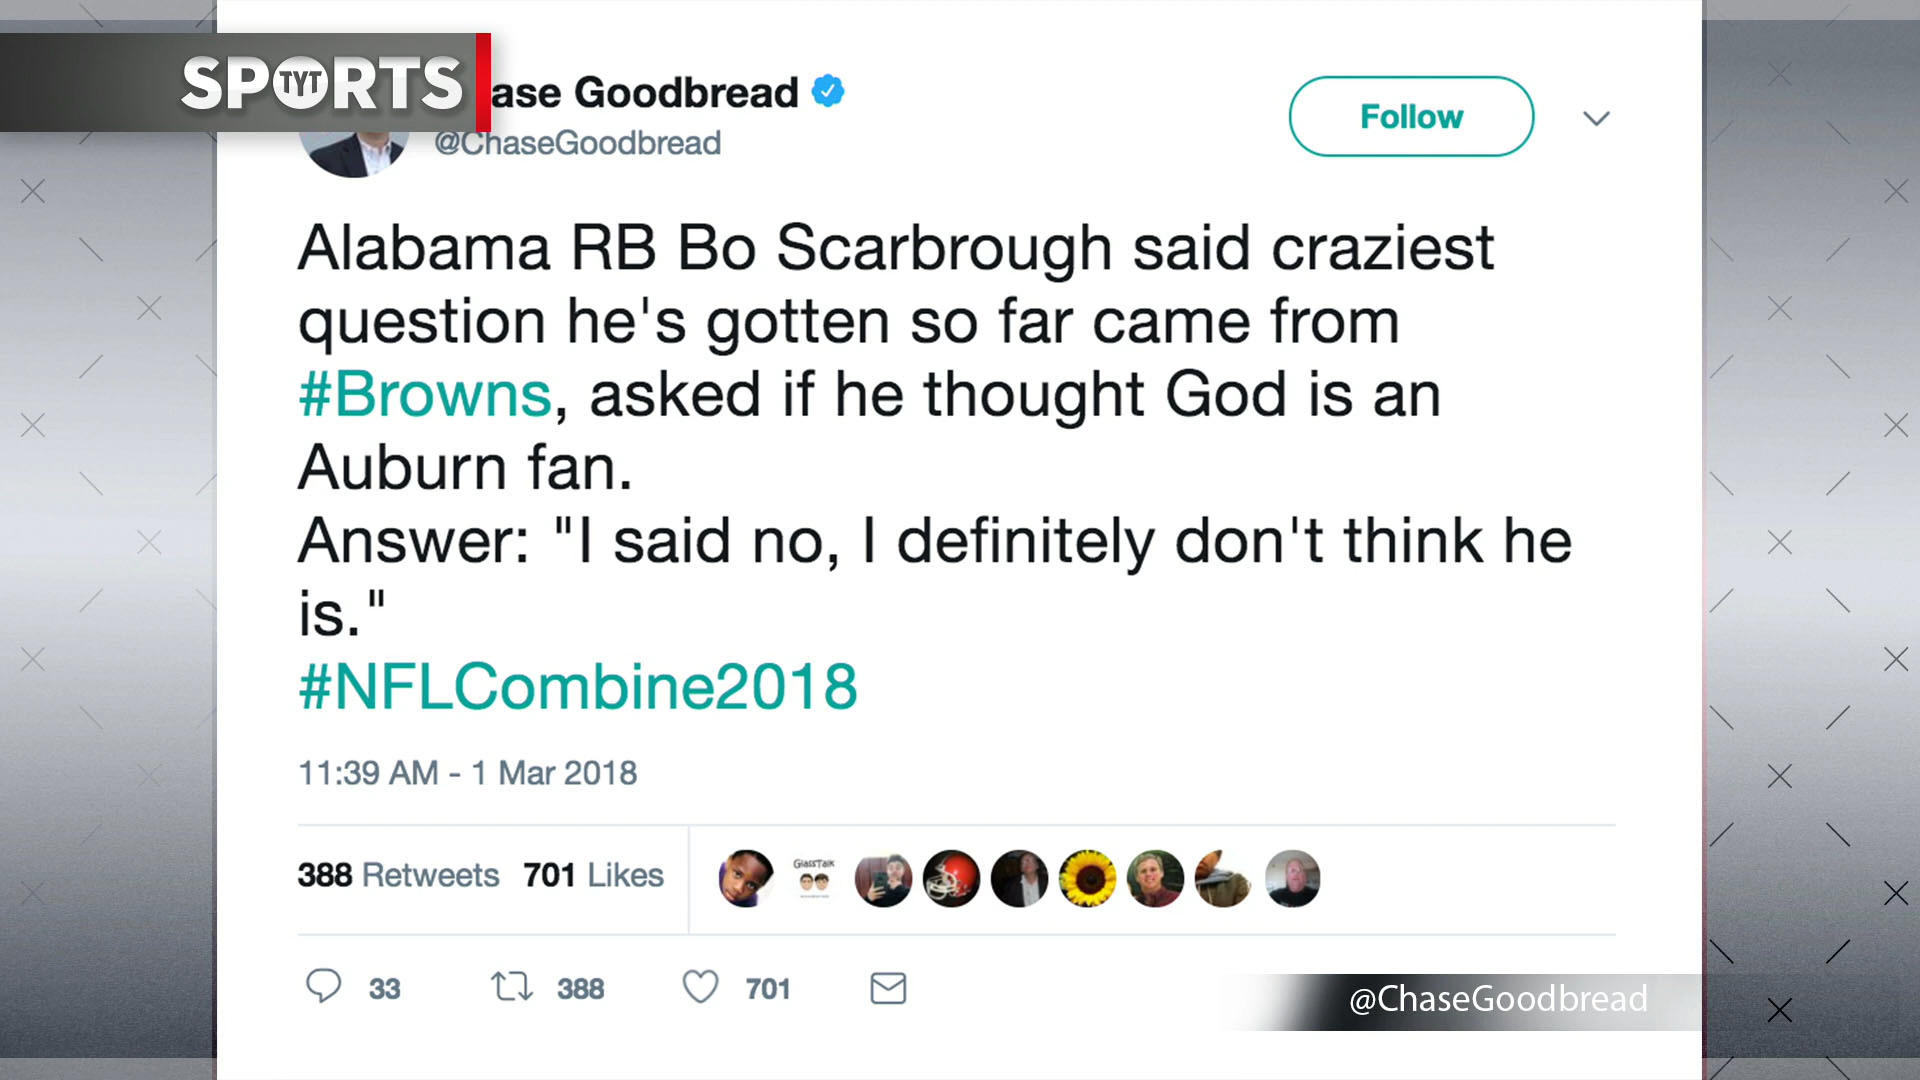 SPORTS
TYT
ase Goodbread
@ChaseGoodbread
Follow
Alabama RB Bo Scarbrough said craziest
question he's gotten so far came from
#Browns, asked if he thought God is an
Auburn fan.
Answer: "I said no, I definitely don't think he
is."
#NFLCombine2018
11:39 AM - 1 Mar 2018
388 Retweets 701 Likes
GlassTalk
33 388 701
@ChaseGoodbread